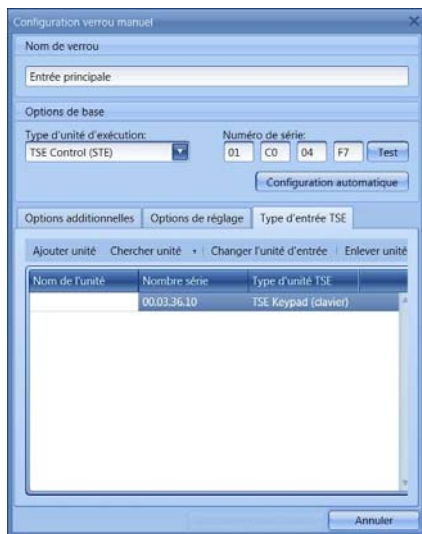 Configuration verrou manuel
Nom de verrou
Entrée principale
Options de base
Type d'unité d'exécution: Numéro de série:
TSE Control (STE) 01 C0 04 F7 Test
Configuration automatique
Options additionnelles Options de réglage Type d'entrée TSE
Ajouter unité Chercher unité Changer l'unité d'entrée Enlever unité
Nom de l'unité Nombre série Type d'unité TSE
00.03.36.10 TSE Keypad (clavier)
Annuler